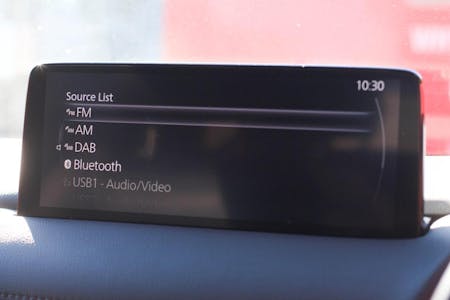 10:30
Source List
FM
AM
DAB
Bluetooth
USB1 - Audio/Video